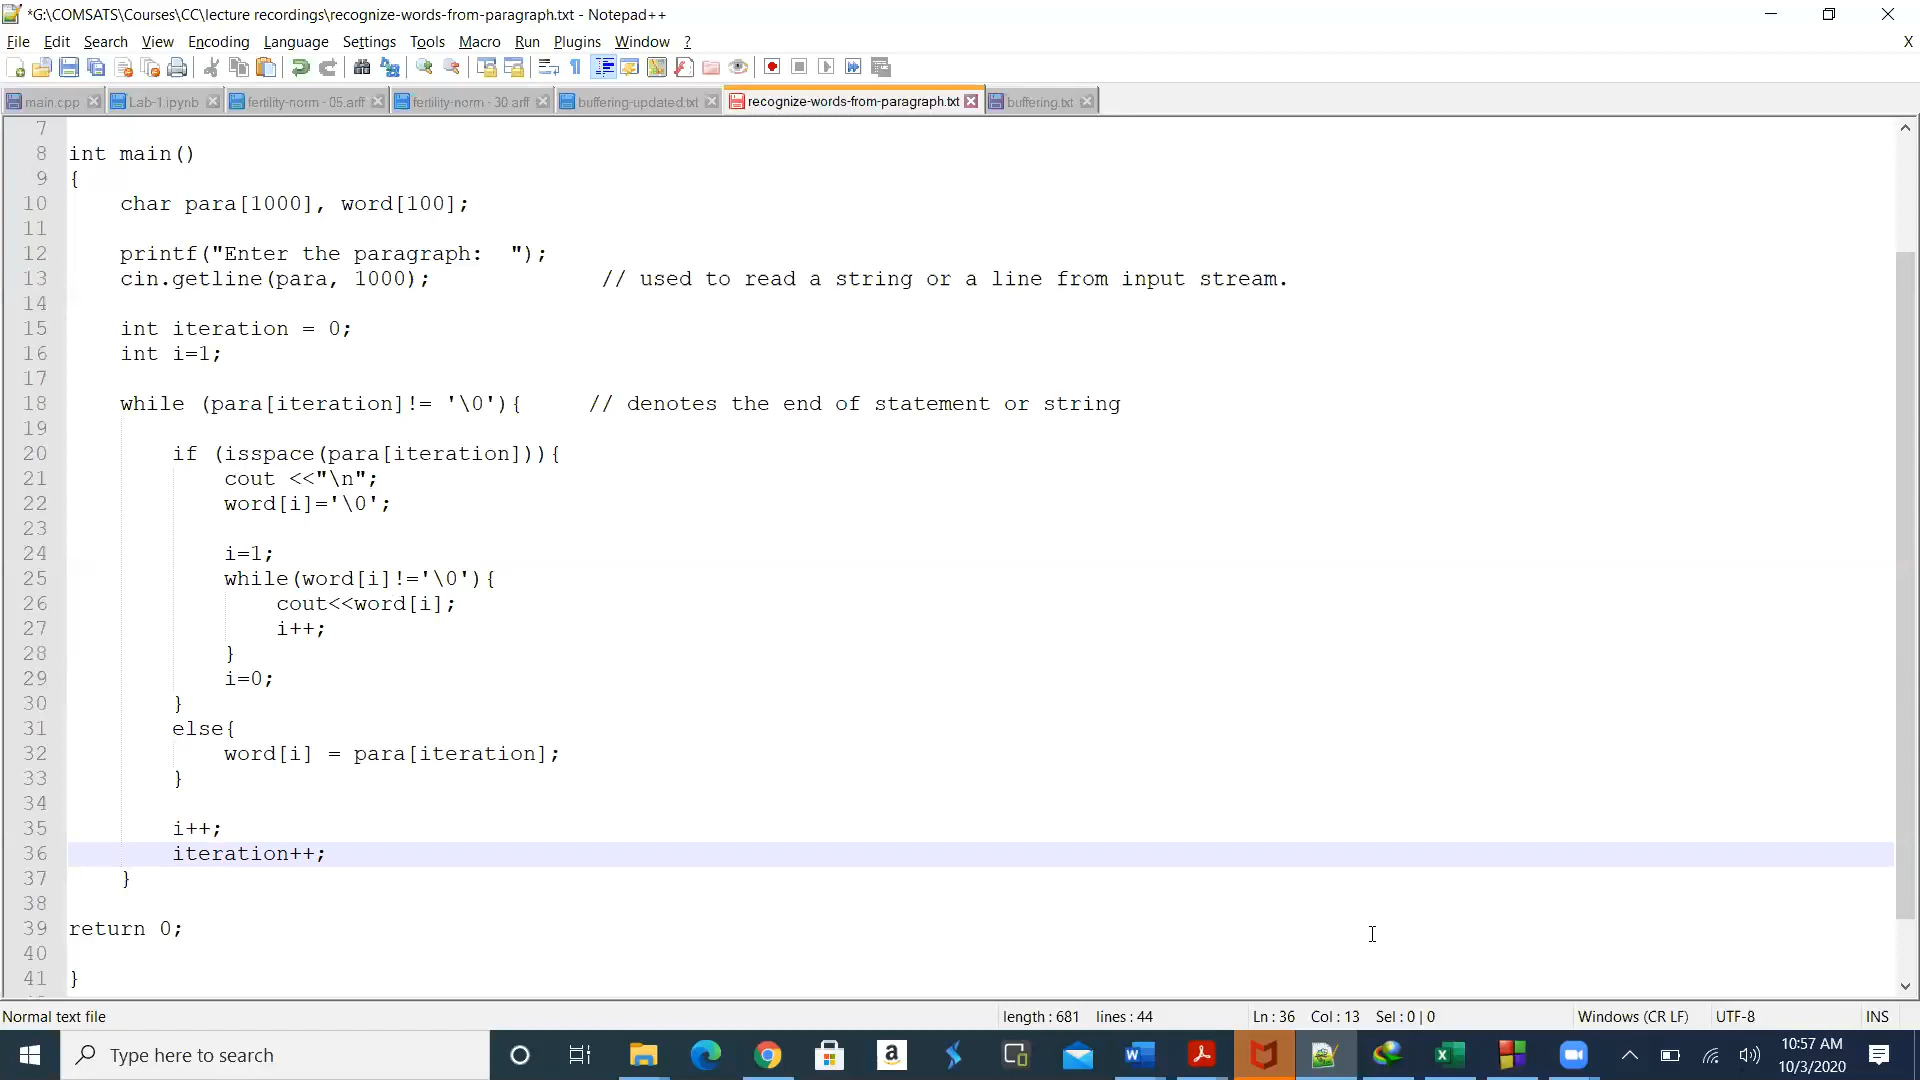 *G:\COMSATS\Courses\CC\lecture recordings\recognize-words-from-paragraph.txt - Notepad++
File Edit Search View Encoding Language Settings Tools Macro Run Plugins Window ? X
main.cpp Lab-1.ipynb fertility-norm - 05.arff fertility-norm - 30.arff buffering-updated.txt recognize-words-from-paragraph.txt buffering.txt
7
8 int main()
9 {
10 char para[1000], word[100];
11
12 printf("Enter the paragraph:  ");
13 cin.getline(para, 1000); // used to read a string or a line from input stream.
14
15 int iteration = 0;
16 int i=1;
17
18 while (para[iteration]!= '\0'){ // denotes the end of statement or string
19
20 if (isspace(para[iteration])){
21 cout <<"\n";
22 word[i]='\0';
23
24 i=1;
25 while(word[i]!='\0'){
26 cout<<word[i];
27 i++;
28 }
29 i=0;
30 }
31 else{
32 word[i] = para[iteration];
33 }
34
35 i++;
36 iteration++;
37 }
38
39 return 0;
40
41 }
Normal text file length : 681 lines : 44 Ln : 36 Col : 13 Sel : 0 | 0 Windows (CR LF) UTF-8 INS
Type here to search
10:57 AM
10/3/2020